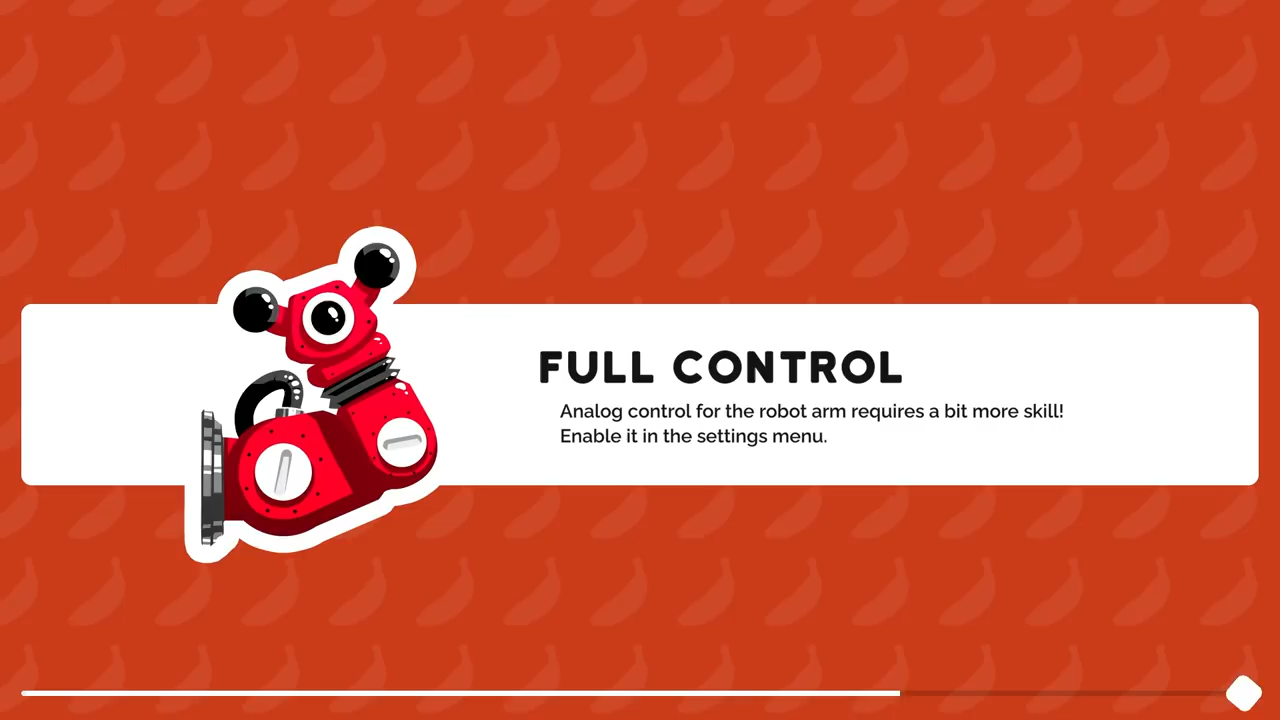 FULL CONTROL
Analog control for the robot arm requires a bit more skill!
Enable it in the settings menu.